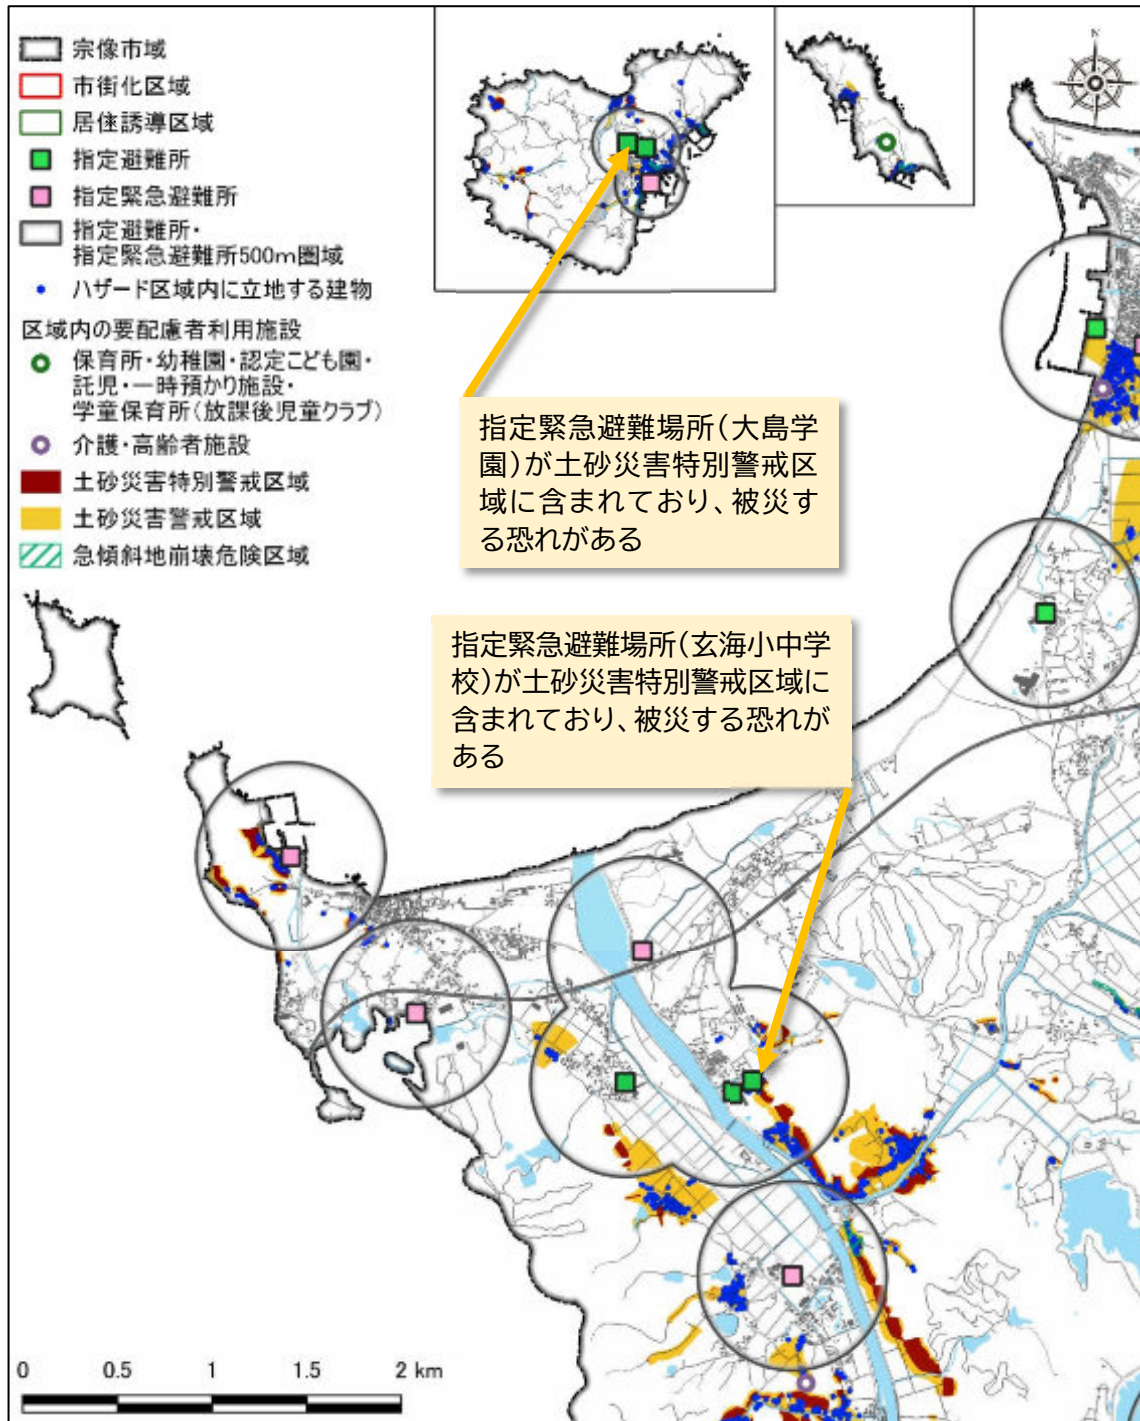 宗像市域
市街化区域
居住誘導区域
指定避難所
指定緊急避難所
指定避難所・
指定緊急避難所500m圏域
ハザード区域内に立地する建物
区域内の要配慮者利用施設
保育所・幼稚園・認定こども園・
託児・一時預かり施設・
学童保育所(放課後児童クラブ)
介護・高齢者施設
土砂災害特別警戒区域
土砂災害警戒区域
急傾斜地崩壊危険区域
N
指定緊急避難場所(大島学
園)が土砂災害特別警戒区
域に含まれており、被災す
る恐れがある
指定緊急避難場所(玄海小中学
校)が土砂災害特別警戒区域に
含まれており、被災する恐れが
ある
0 0.5 1 1.5 2 km